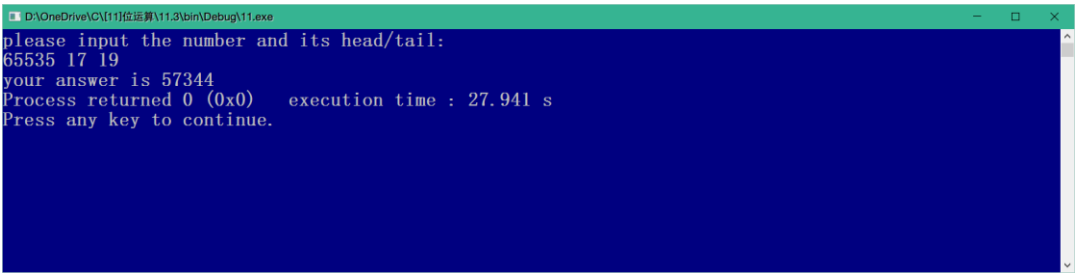 D:\OneDrive\C\[11]位运算\11.3\bin\Debug\11.exe
please input the number and its head/tail:
65535 17 19
your answer is 57344
Process returned 0 (0x0)   execution time : 27.941 s
Press any key to continue.